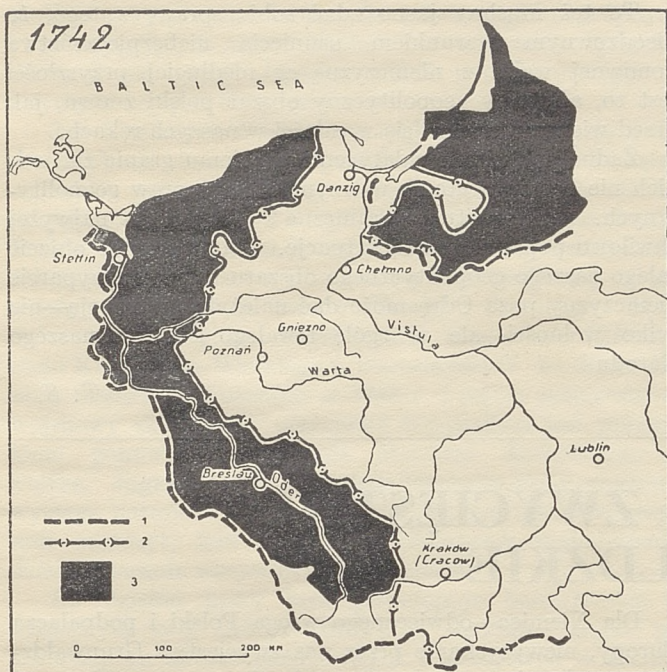 1742
BALTIC SEA
Danzig
Stettin
Chełmno
Gniezno
Vistula
Poznań
Warta
Lublin
Breslau
Oder
Kraków
(Cracow)
1
2
3
0 100 200 KM